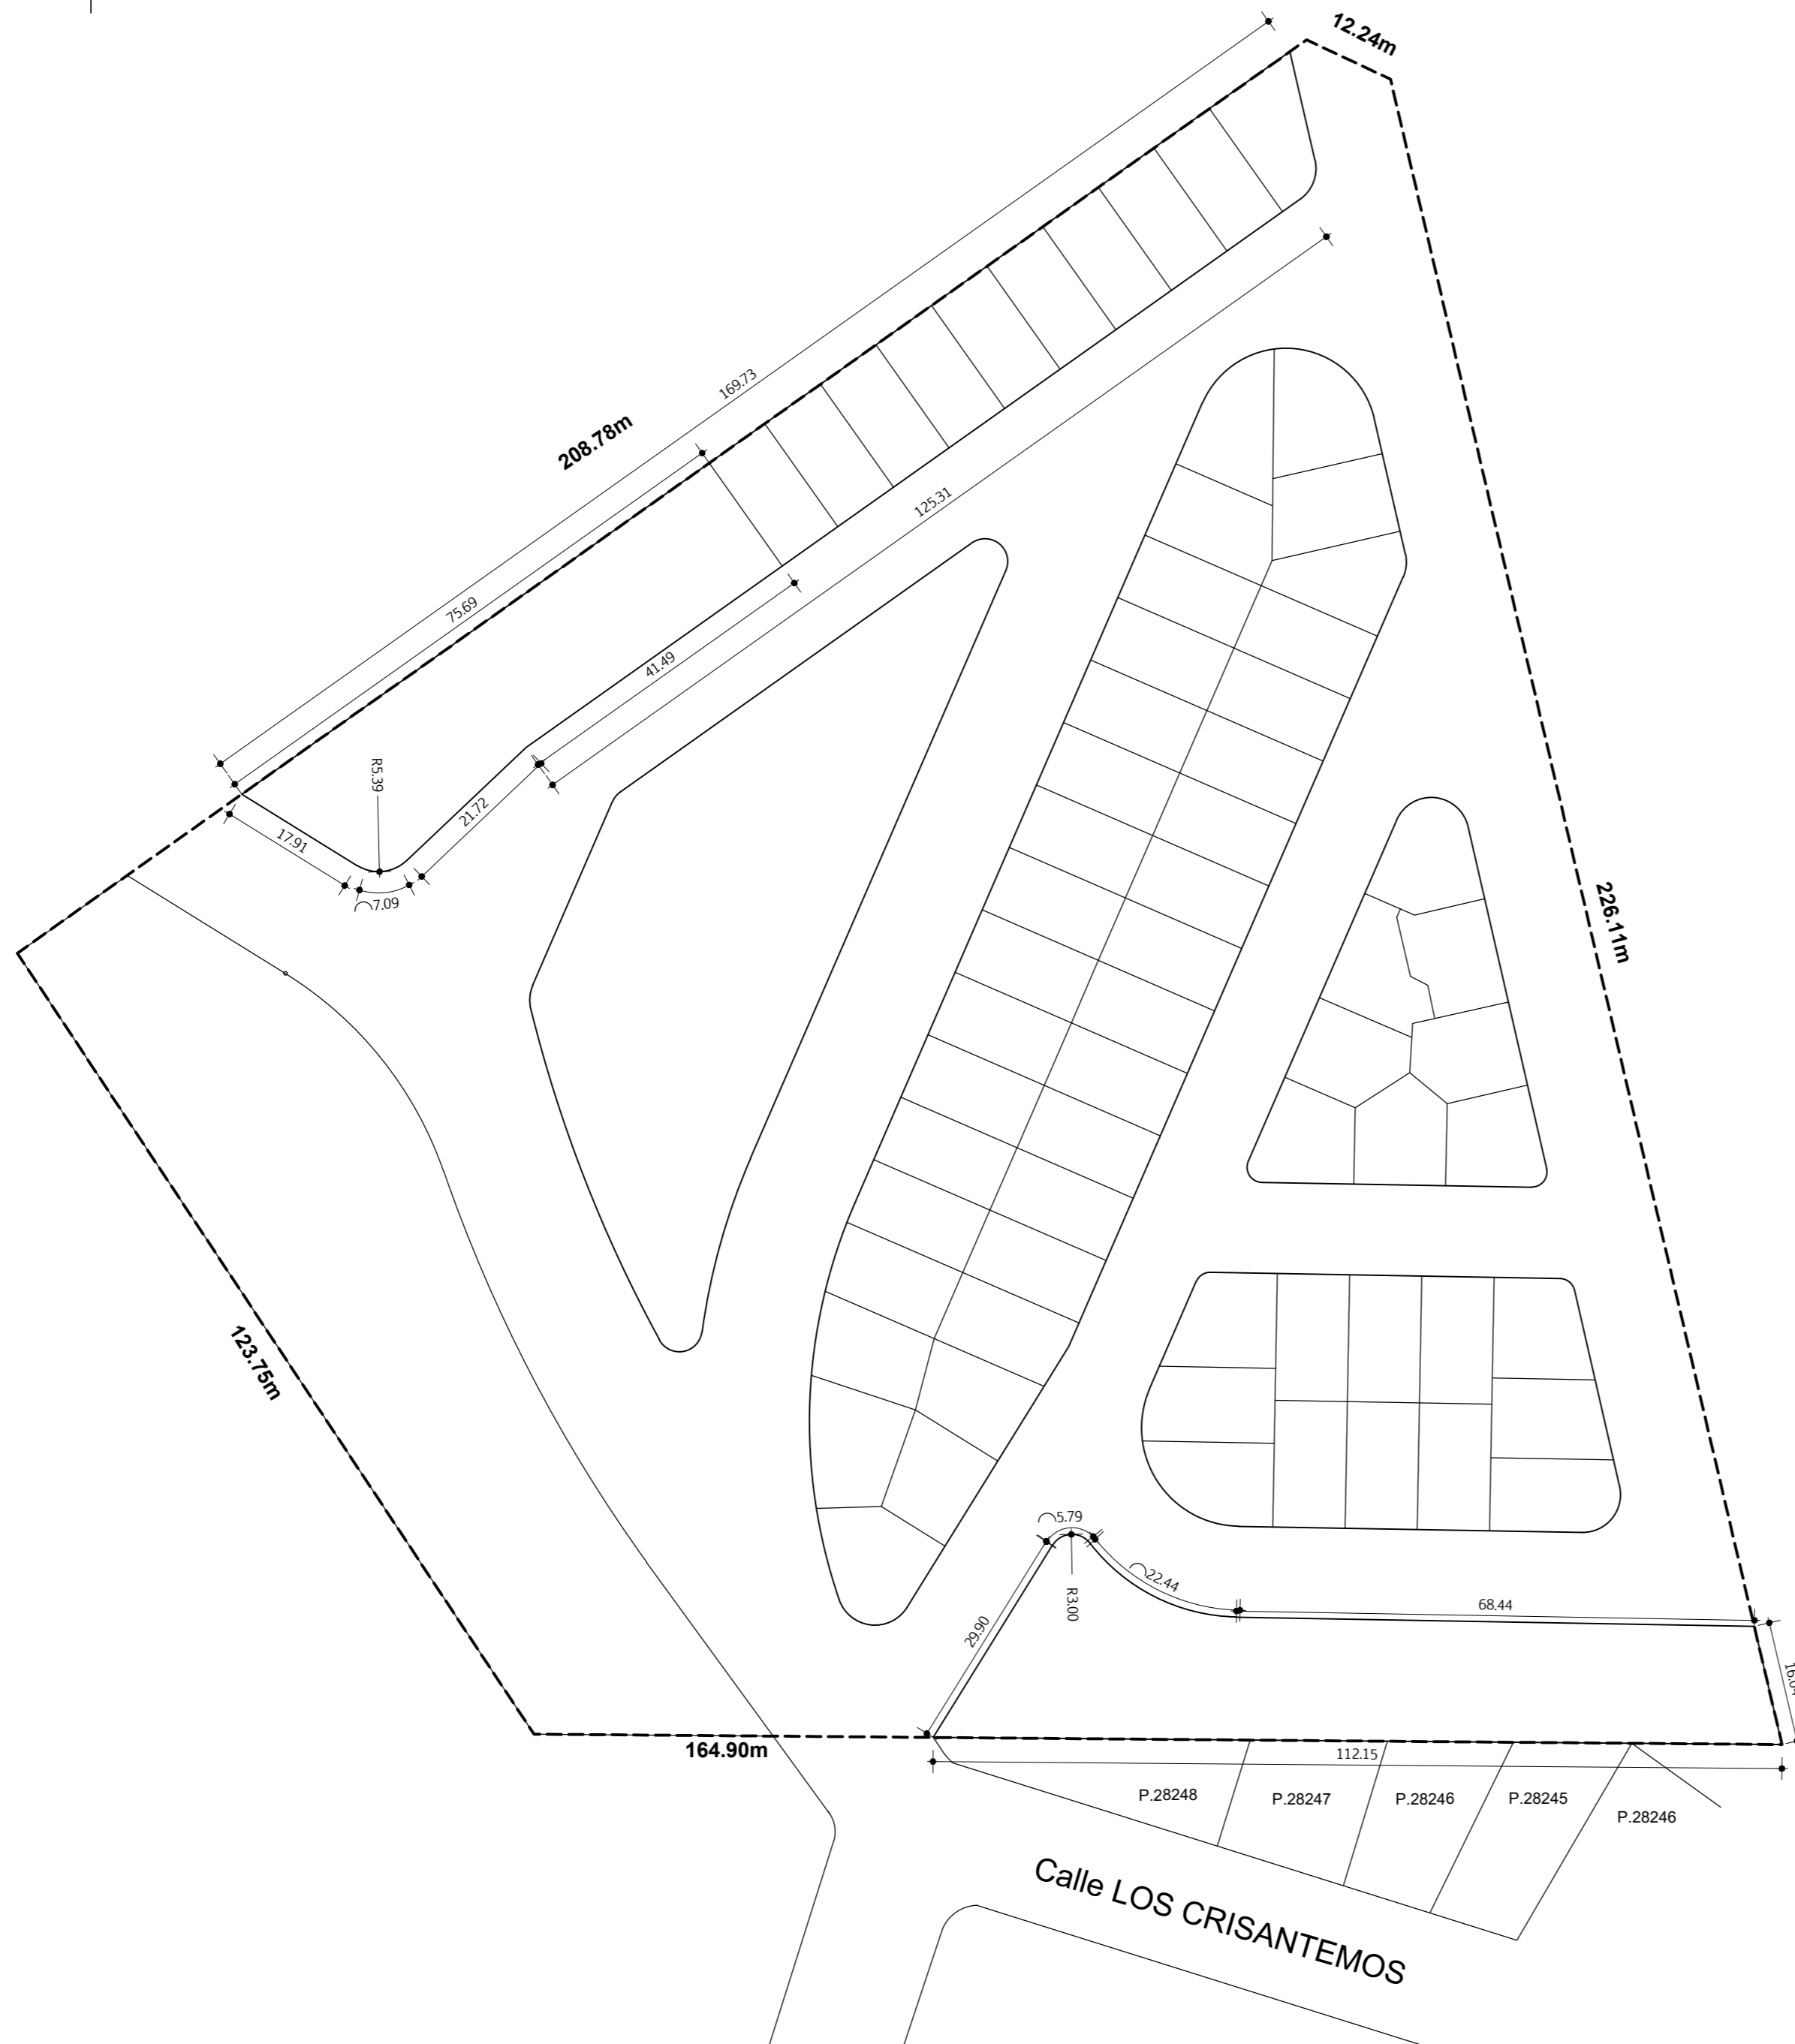 12.24m
169.73
208.78m
125.31
75.69
41.49
R5.39
21.72
17.91
7.09
226.11m
123.75m
5.79
22.44
R3.00
29.90
68.44
164.90m
112.15
P.28248
P.28247
P.28246
P.28245
P.28246
Calle LOS CRISANTEMOS